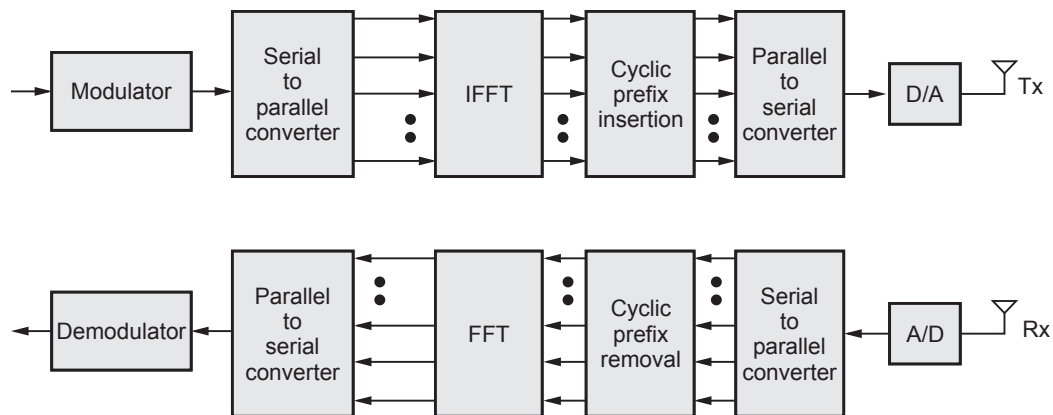 Modulator
Serial
to
parallel
converter
IFFT
Cyclic
prefix
insertion
Parallel
to
serial
converter
D/A
Tx
Demodulator
Parallel
to
serial
converter
FFT
Cyclic
prefix
removal
Serial
to
parallel
converter
A/D
Rx